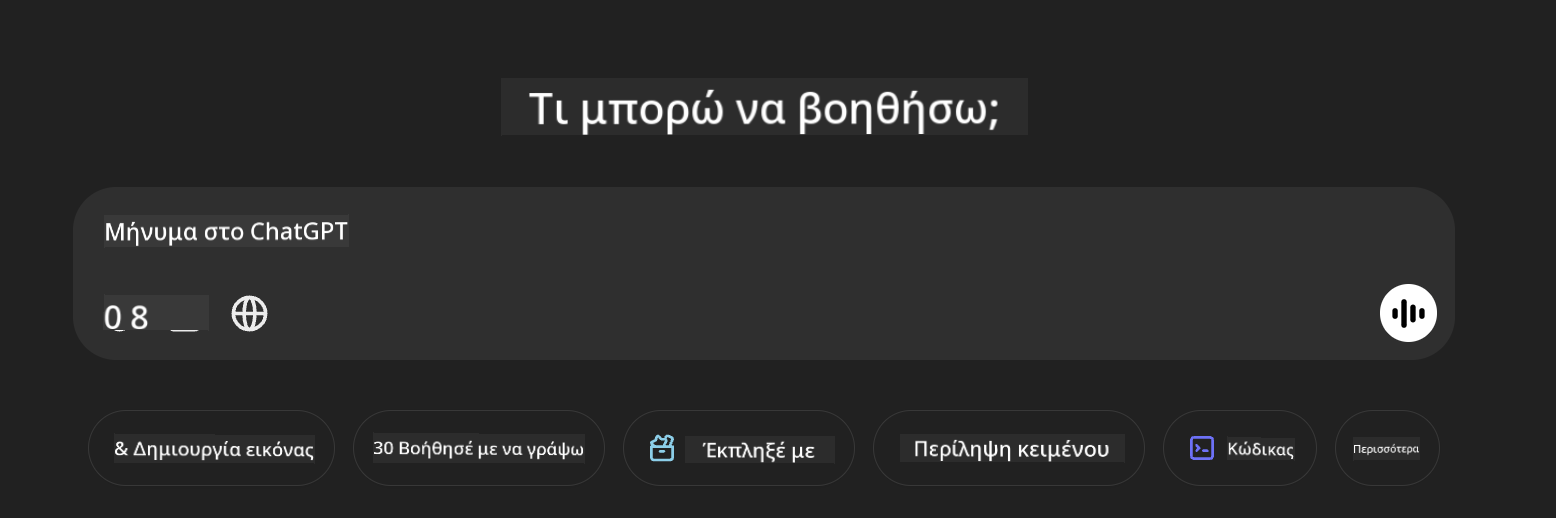 Τι μπορώ να βοηθήσω;
Μήνυμα στο ChatGPT
0 8
& Δημιουργία εικόνας
30 Βοήθησέ με να γράψω
Έκπληξέ με
Περίληψη κειμένου
Κώδικας
Περισσότερα